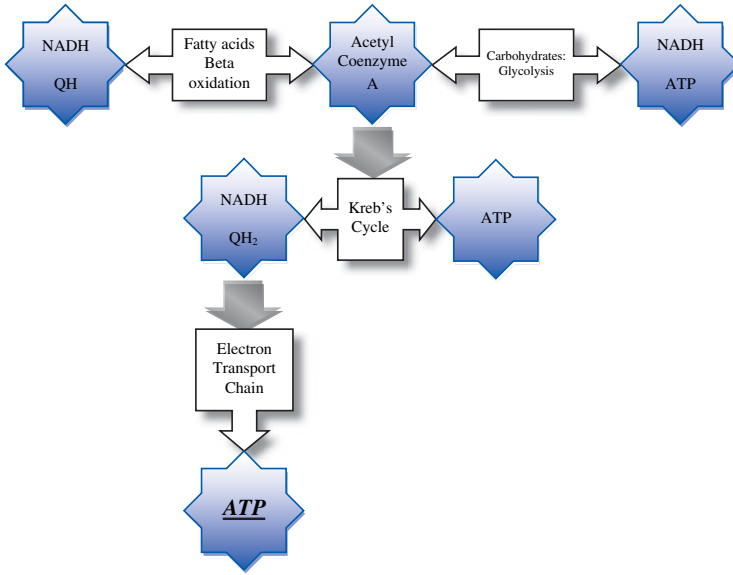 NADH
QH
Fatty acids
Beta
oxidation
Acetyl
Coenzyme
A
Carbohydrates:
Glycolysis
NADH
ATP
NADH
QH₂
Kreb's
Cycle
ATP
Electron
Transport
Chain
ATP